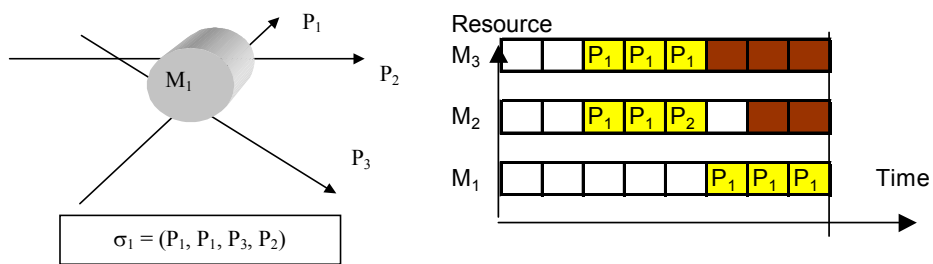 P₁
M₁
P₂
P₃
σ₁ = (P₁, P₁, P₃, P₂)
Resource
M₃ P₁ P₁ P₁
M₂ P₁ P₁ P₂
M₁ P₁ P₁ P₁ Time